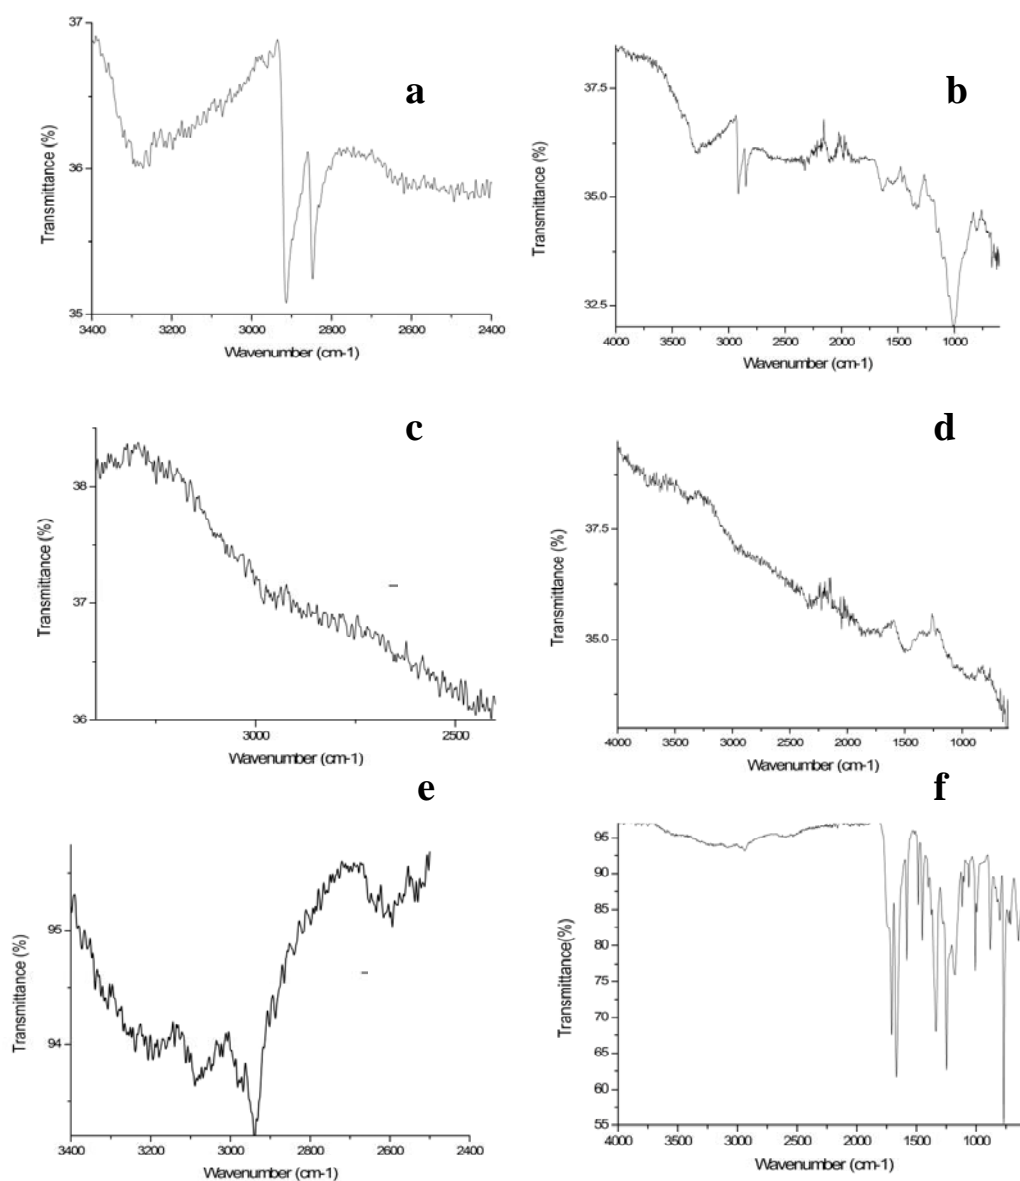 a
37
36
35
Transmittance (%)
3400 3200 3000 2800 2600 2400
Wavenumber (cm-1)
b
37.5
35.0
32.5
Transmittance (%)
4000 3500 3000 2500 2000 1500 1000
Wavenumber (cm-1)
c
38
37
36
Transmittance (%)
3000 2500
Wavenumber (cm-1)
d
37.5
35.0
Transmittance (%)
4000 3500 3000 2500 2000 1500 1000
Wavenumber (cm-1)
e
95
94
Transmittance (%)
3400 3200 3000 2800 2600 2400
Wavenumber (cm-1)
f
95
90
85
80
75
70
65
60
55
Transmittance(%)
4000 3500 3000 2500 2000 1500 1000
Wavenumber (cm-1)